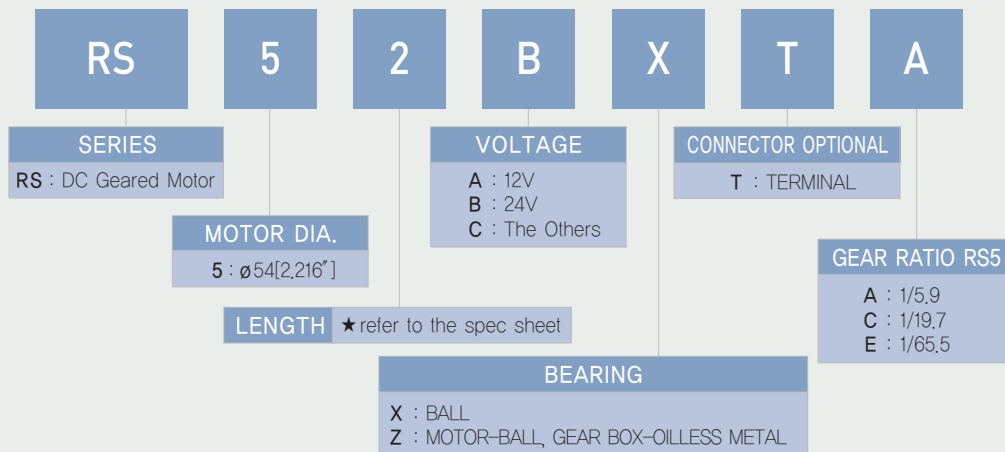 RS 5 2 B X T A
SERIES
RS : DC Geared Motor
MOTOR DIA.
5 : ø54[2.216″]
LENGTH ★refer to the spec sheet
VOLTAGE
A : 12V
B : 24V
C : The Others
BEARING
X : BALL
Z : MOTOR-BALL, GEAR BOX-OILLESS METAL
CONNECTOR OPTIONAL
T : TERMINAL
GEAR RATIO RS5
A : 1/5.9
C : 1/19.7
E : 1/65.5